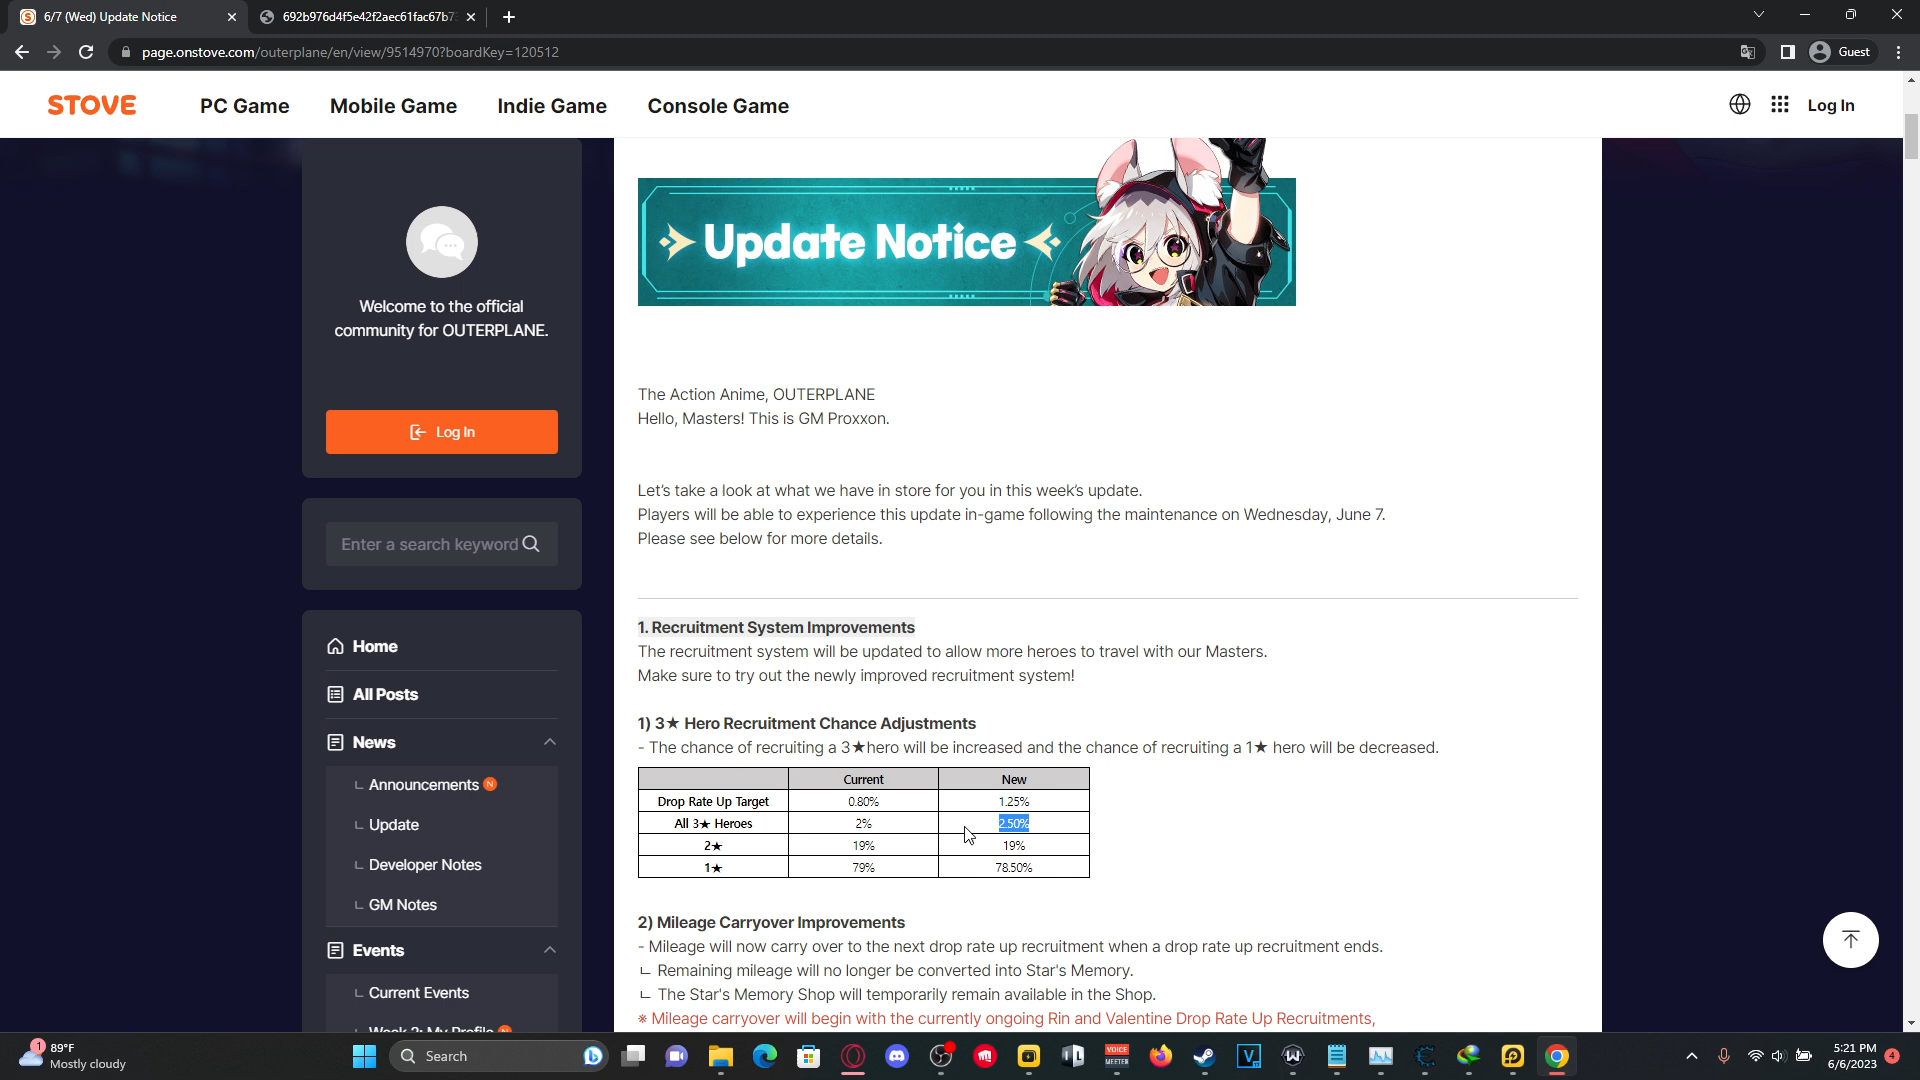 6/7 (Wed) Update Notice
692b976d4f5e42f2aec61fac67b7
page.onstove.com/outerplane/en/view/9514970?boardKey=120512
Guest
STOVE
PC Game
Mobile Game
Indie Game
Console Game
Log In
Welcome to the official
community for OUTERPLANE.
Log In
Enter a search keyword
Home
All Posts
News
Announcements N
Update
Developer Notes
GM Notes
Events
Current Events
Week 2: My Profile
Update Notice
The Action Anime, OUTERPLANE
Hello, Masters! This is GM Proxxon.
Let's take a look at what we have in store for you in this week's update.
Players will be able to experience this update in-game following the maintenance on Wednesday, June 7.
Please see below for more details.
1. Recruitment System Improvements
The recruitment system will be updated to allow more heroes to travel with our Masters.
Make sure to try out the newly improved recruitment system!
1) 3★ Hero Recruitment Chance Adjustments
- The chance of recruiting a 3★hero will be increased and the chance of recruiting a 1★ hero will be decreased.
Current New
Drop Rate Up Target 0.80% 1.25%
All 3★ Heroes 2% 2.50%
2★ 19% 19%
1★ 79% 78.50%
2) Mileage Carryover Improvements
- Mileage will now carry over to the next drop rate up recruitment when a drop rate up recruitment ends.
ㄴ Remaining mileage will no longer be converted into Star's Memory.
ㄴ The Star's Memory Shop will temporarily remain available in the Shop.
※ Mileage carryover will begin with the currently ongoing Rin and Valentine Drop Rate Up Recruitments,
1
89°F
Mostly cloudy
Search
VOICE
MEETER
5:21 PM
6/6/2023
4